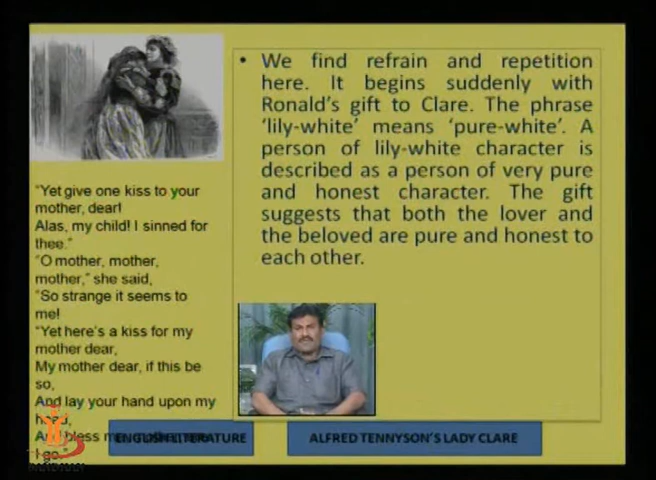 "Yet give one kiss to your
mother, dear!
Alas, my child! I sinned for
thee."
"O mother, mother,
mother," she said,
"So strange it seems to
me!
"Yet here's a kiss for my
mother dear,
My mother dear, if this be
so,
And lay your hand upon my
bless
I go."
• We find refrain and repetition
here. It begins suddenly with
Ronald's gift to Clare. The phrase
'lily-white' means 'pure-white'. A
person of lily-white character is
described as a person of very pure
and honest character. The gift
suggests that both the lover and
the beloved are pure and honest to
each other.
ENGLISH LITERATURE
ALFRED TENNYSON'S LADY CLARE